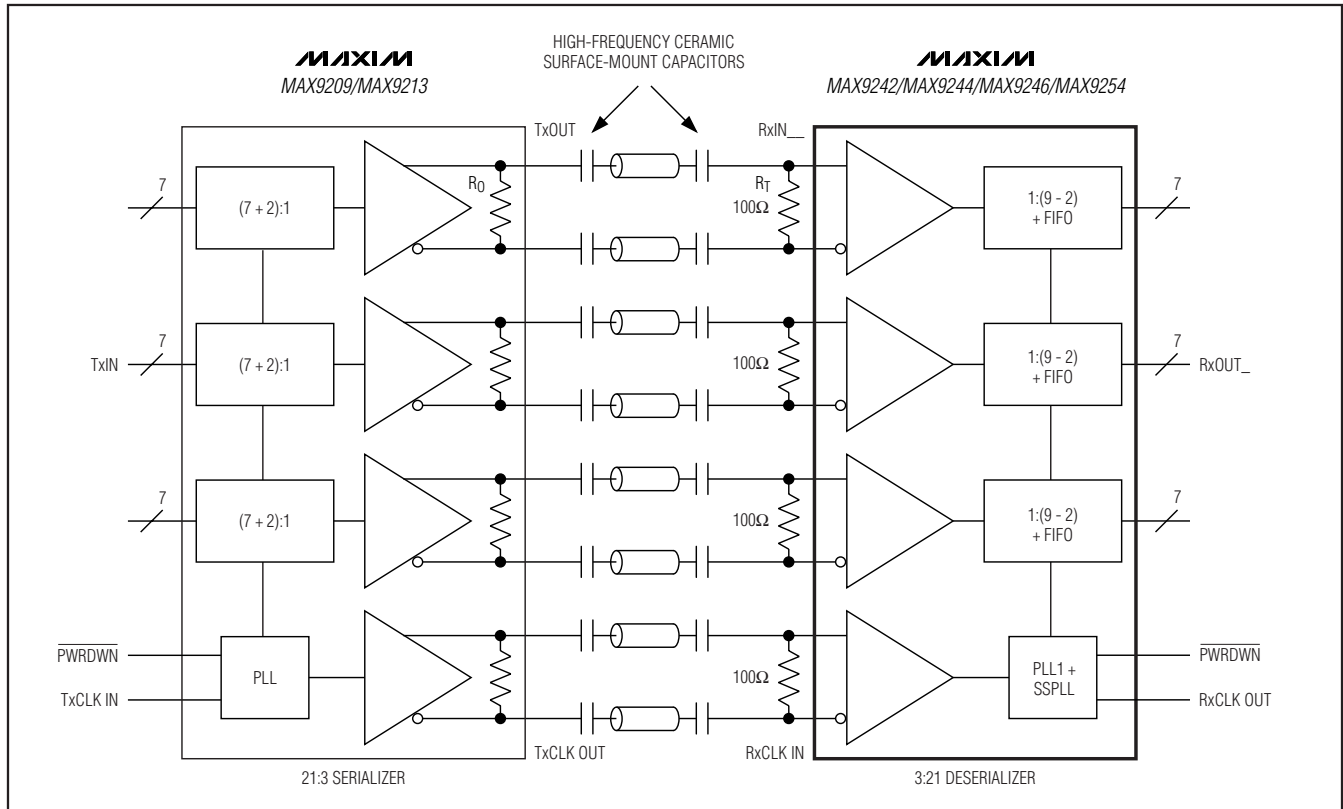 HIGH-FREQUENCY CERAMIC
SURFACE-MOUNT CAPACITORS
MAXIM
MAX9209/MAX9213
MAXIM
MAX9242/MAX9244/MAX9246/MAX9254
TxOUT
RxIN__
7
(7 + 2):1
RO
RT
100Ω
1:(9 - 2)
+ FIFO
7
TxIN
7
(7 + 2):1
100Ω
1:(9 - 2)
+ FIFO
7
RxOUT_
7
(7 + 2):1
100Ω
1:(9 - 2)
+ FIFO
7
PWRDWN
TxCLK IN
PLL
100Ω
PLL1 +
SSPLL
PWRDWN
RxCLK OUT
TxCLK OUT
RxCLK IN
21:3 SERIALIZER
3:21 DESERIALIZER